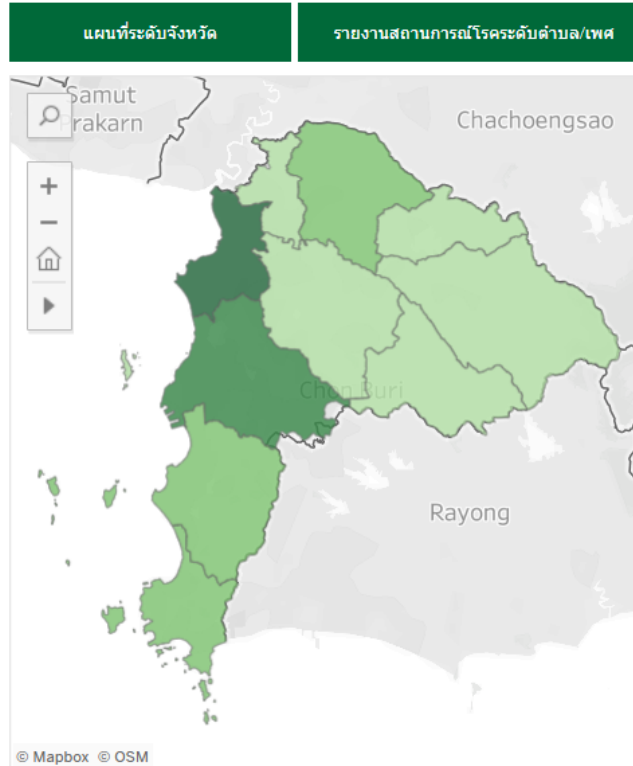 แผนที่ระดับจังหวัด
รายงานสถานการณ์โรคระดับตำบล/เพศ
Samut
Prakarn
Chachoengsao
Chon Buri
Rayong
© Mapbox © OSM